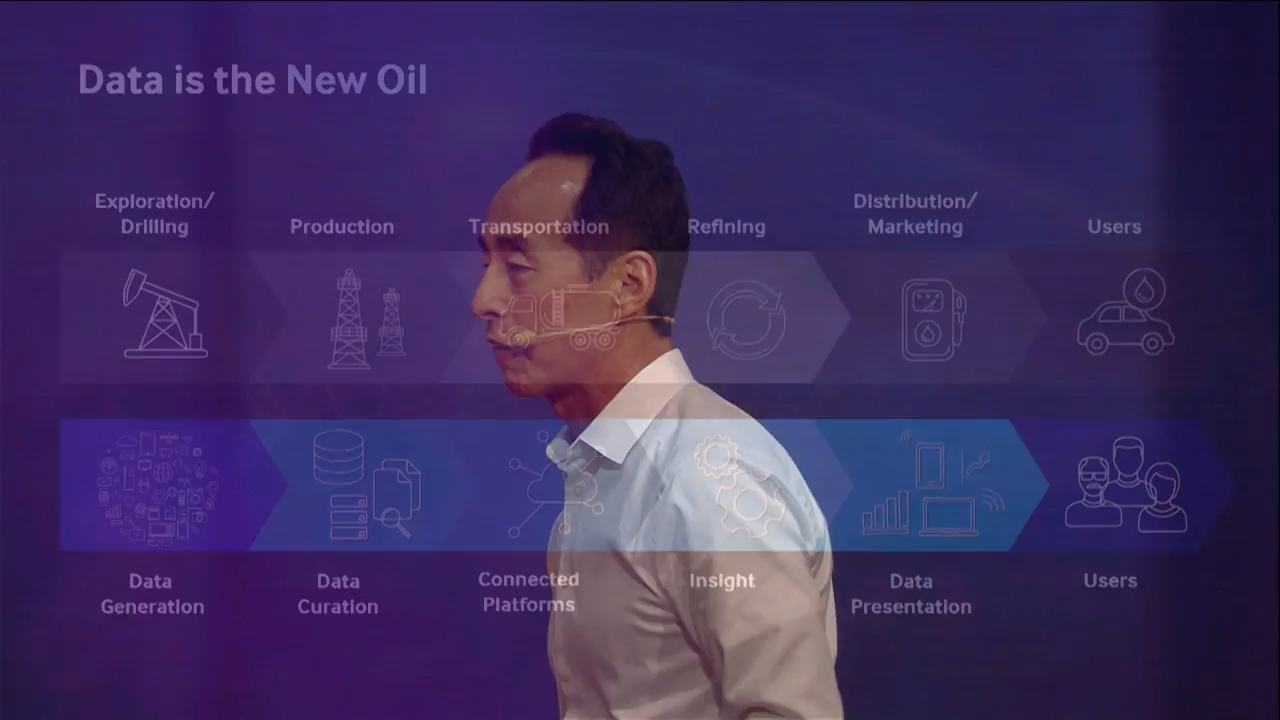 Data is the New Oil
Exploration/
Drilling
Production
Transportation
Refining
Distribution/
Marketing
Users
Data
Generation
Data
Curation
Connected
Platforms
Insight
Data
Presentation
Users